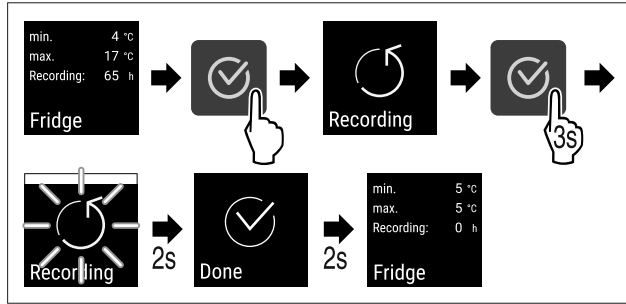 min. 4 °C
max. 17 °C
Recording: 65 h
Fridge
Recording
3s
Recording
2s
Done
2s
min. 5 °C
max. 5 °C
Recording: 0 h
Fridge